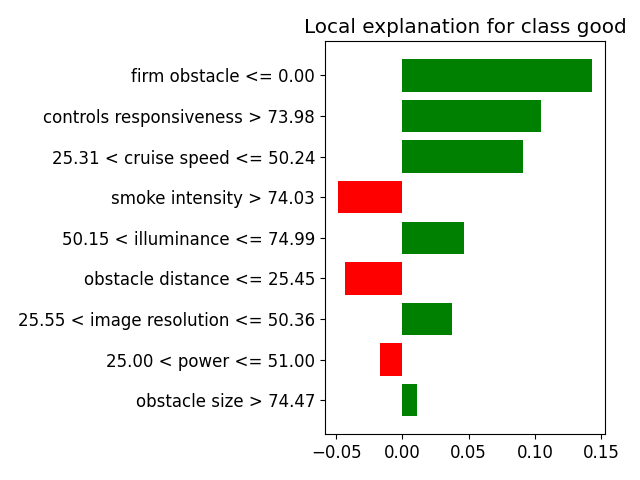 Local explanation for class good
firm obstacle <= 0.00
controls responsiveness > 73.98
25.31 < cruise speed <= 50.24
smoke intensity > 74.03
50.15 < illuminance <= 74.99
obstacle distance <= 25.45
25.55 < image resolution <= 50.36
25.00 < power <= 51.00
obstacle size > 74.47
−0.05 0.00 0.05 0.10 0.15